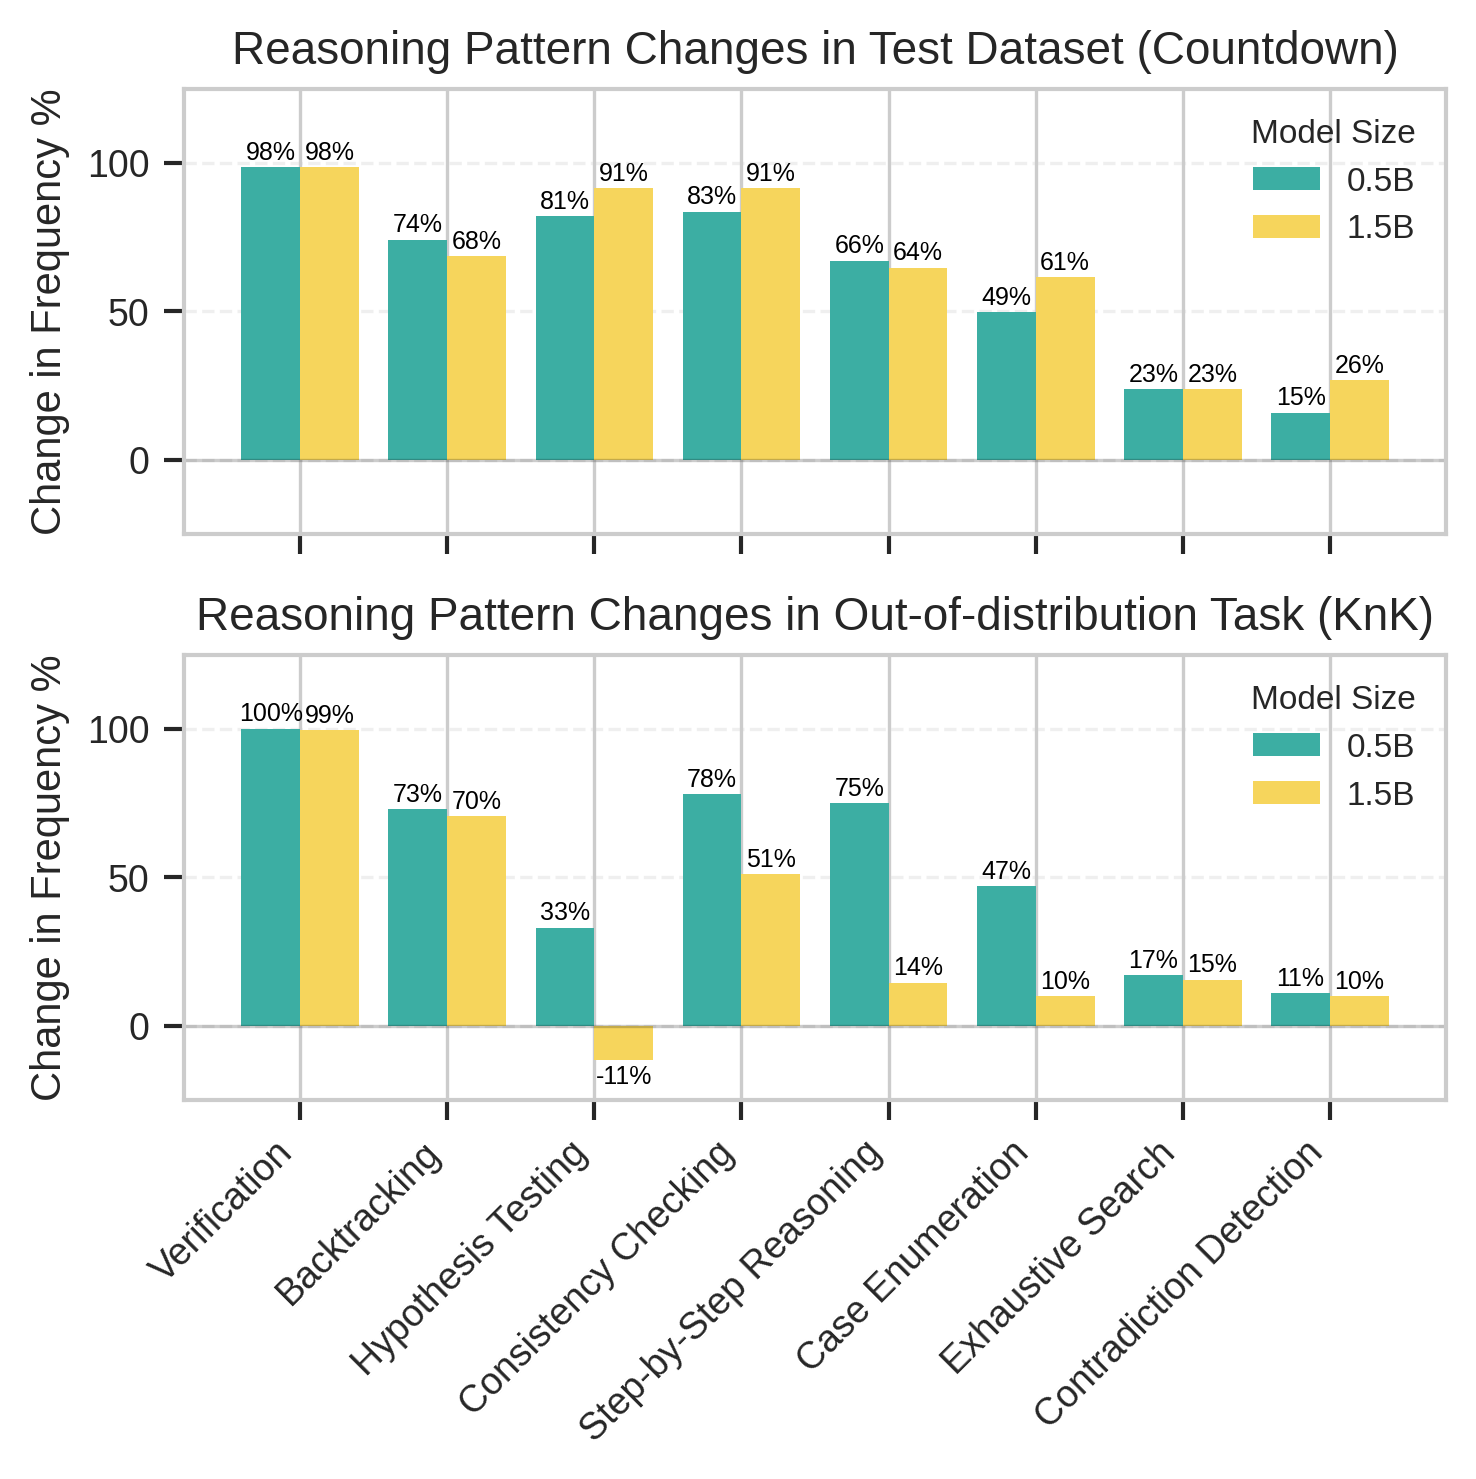 Reasoning Pattern Changes in Test Dataset (Countdown)
Change in Frequency %
100
50
0
Model Size
0.5B
1.5B
98% 98%
74% 68%
81% 91%
83% 91%
66% 64%
49% 61%
23% 23%
15% 26%
Reasoning Pattern Changes in Out-of-distribution Task (KnK)
Change in Frequency %
100
50
0
Model Size
0.5B
1.5B
100% 99%
73% 70%
33% -11%
78% 51%
75% 14%
47% 10%
17% 15%
11% 10%
Verification
Backtracking
Hypothesis Testing
Consistency Checking
Step-by-Step Reasoning
Case Enumeration
Exhaustive Search
Contradiction Detection